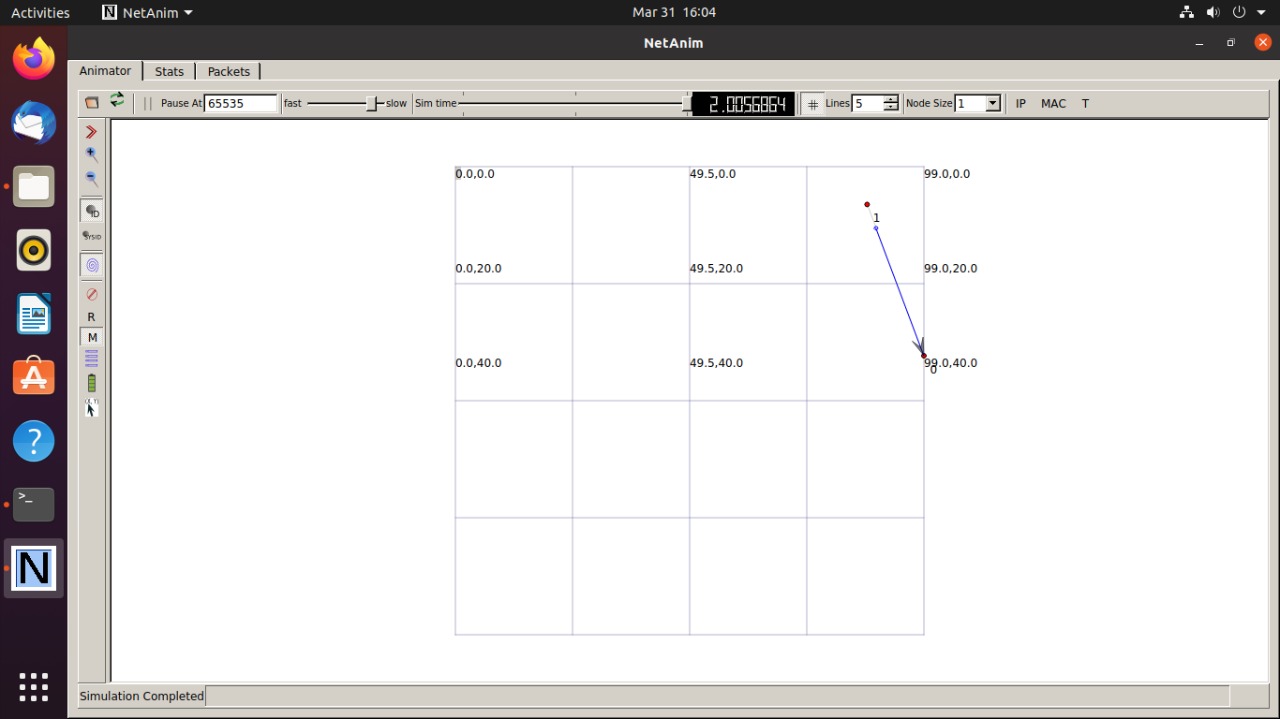 Activities NetAnim Mar 31 16:04
NetAnim
Animator Stats Packets
Pause At 65535 fast slow Sim time 2.0056864 Lines 5 Node Size 1 IP MAC T
0.0,0.0 49.5,0.0 99.0,0.0
1
ID
SYSID
0.0,20.0 49.5,20.0 99.0,20.0
R
M
0.0,40.0 49.5,40.0 99.0,40.0
0
(X,Y)
>_
N
Simulation Completed